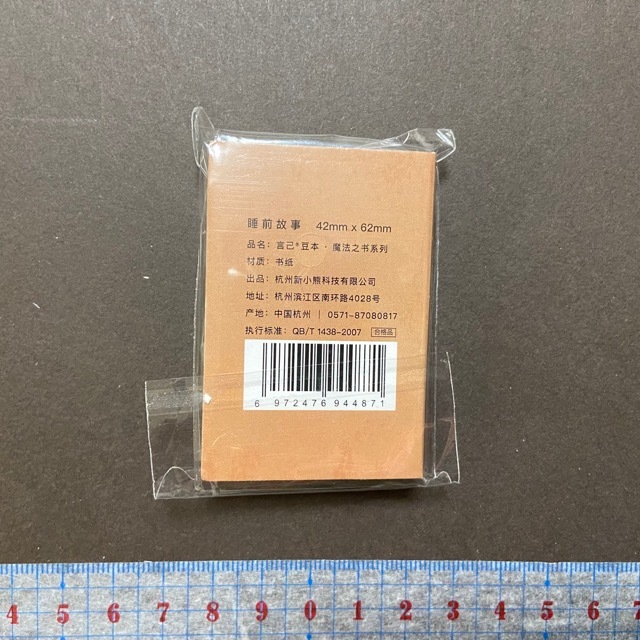 睡前故事 42mm x 62mm
品名：言己®豆本·魔法之书系列
材质：书纸
出品：杭州新小熊科技有限公司
地址：杭州滨江区南环路4028号
产地：中国杭州 | 0571-87080817
执行标准：QB/T 1438-2007 合格品
6 972476 944871
4 5 6 7 8 9 0 1 2 3 4 5 6 7